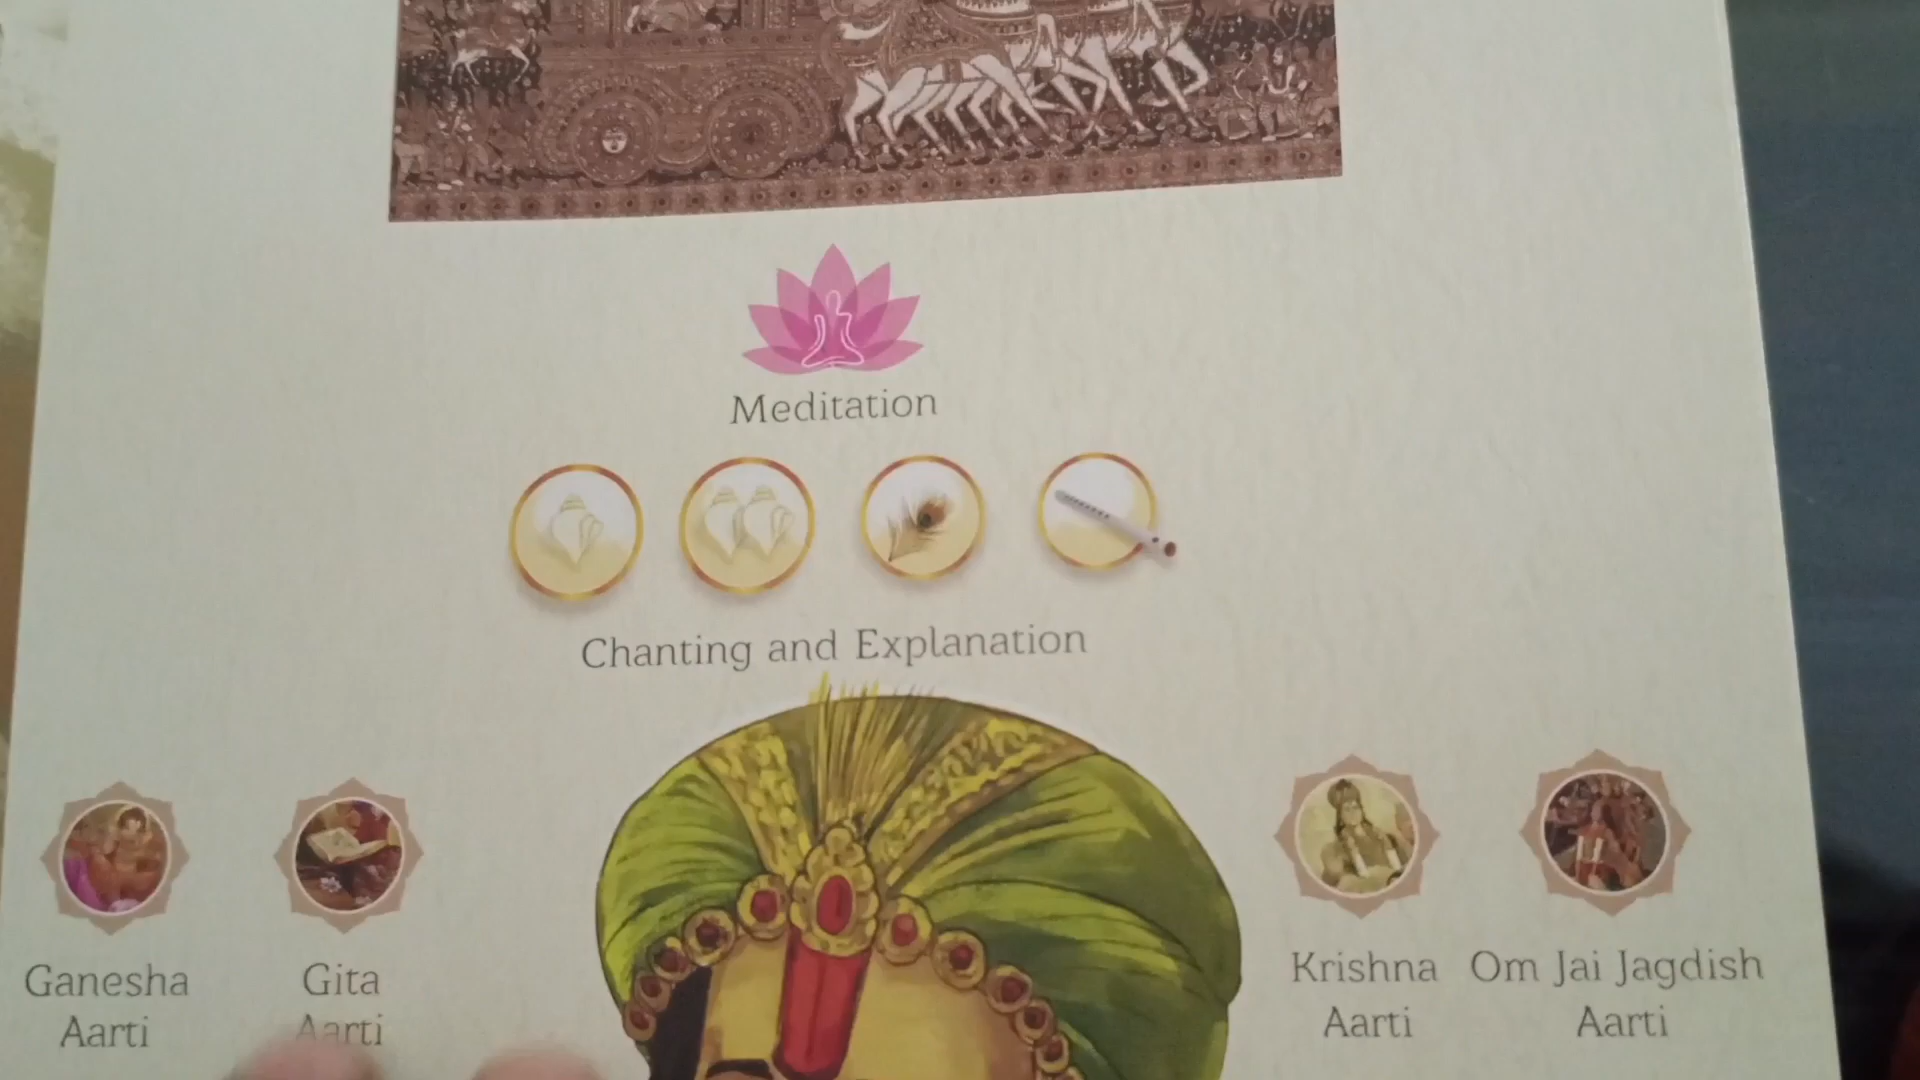 Meditation
Chanting and Explanation
Ganesha
Aarti
Gita
Aarti
Krishna
Aarti
Om Jai Jagdish
Aarti